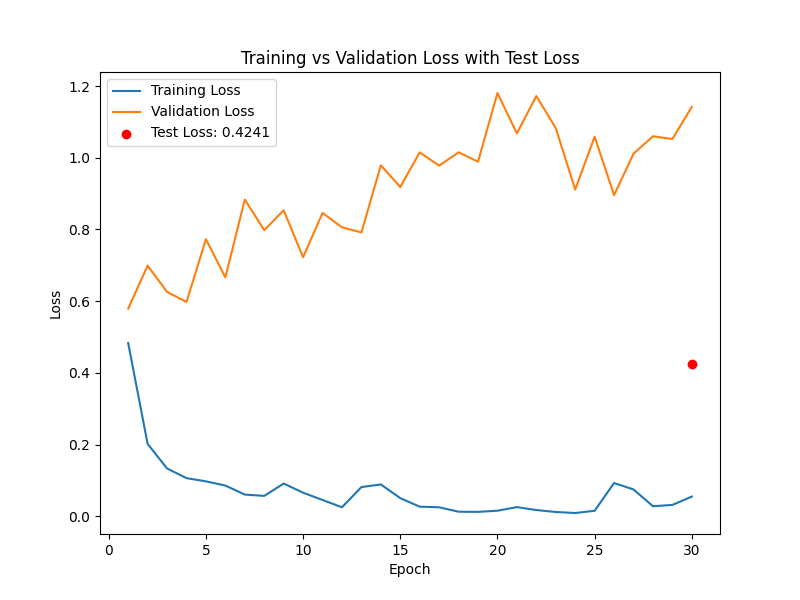 Training vs Validation Loss with Test Loss
Training Loss
Validation Loss
Test Loss: 0.4241
1.2
1.0
0.8
0.6
0.4
0.2
0.0
Loss
0 5 10 15 20 25 30
Epoch